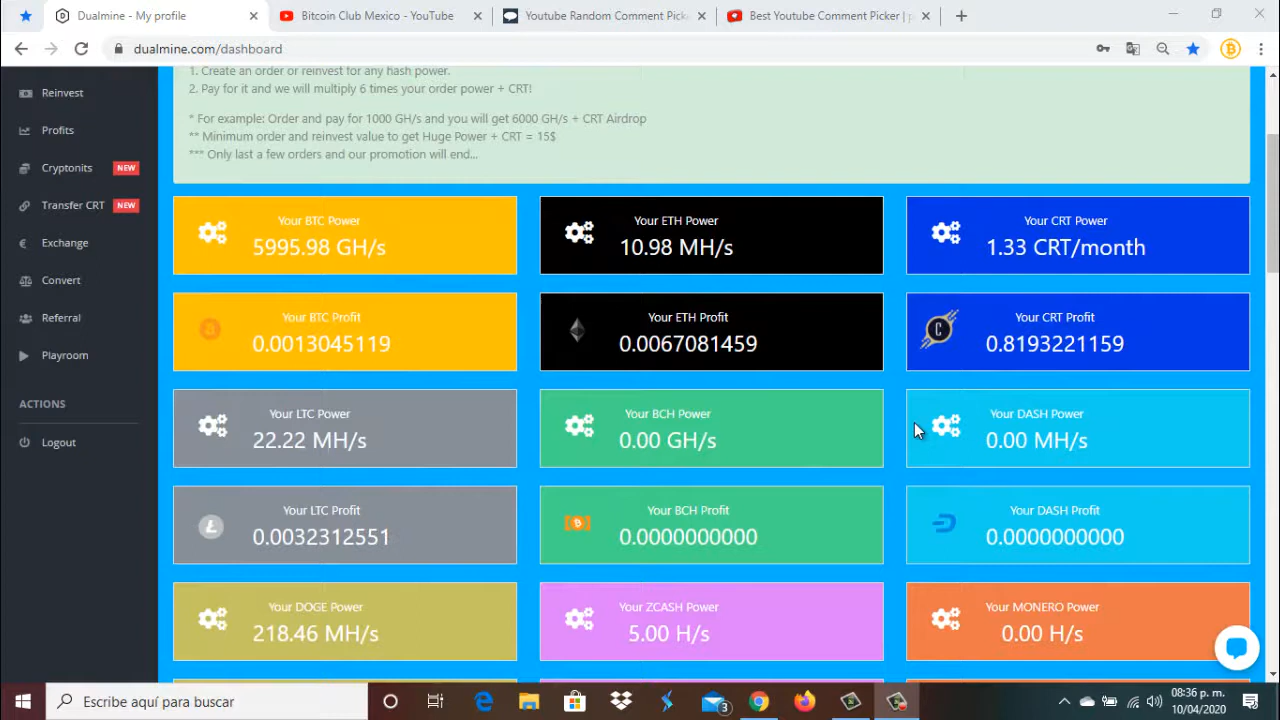 Dualmine - My profile
Bitcoin Club Mexico - YouTube
Youtube Random Comment Picke
Best Youtube Comment Picker | p
dualmine.com/dashboard
1. Create an order or reinvest for any hash power.
2. Pay for it and we will multiply 6 times your order power + CRT!
* For example: Order and pay for 1000 GH/s and you will get 6000 GH/s + CRT Airdrop
** Minimum order and reinvest value to get Huge Power + CRT = 15$
*** Only last a few orders and our promotion will end...
Reinvest
Profits
Cryptonits NEW
Transfer CRT NEW
Exchange
Convert
Referral
Playroom
ACTIONS
Logout
Your BTC Power
5995.98 GH/s
Your ETH Power
10.98 MH/s
Your CRT Power
1.33 CRT/month
Your BTC Profit
0.0013045119
Your ETH Profit
0.0067081459
Your CRT Profit
0.8193221159
Your LTC Power
22.22 MH/s
Your BCH Power
0.00 GH/s
Your DASH Power
0.00 MH/s
Your LTC Profit
0.0032312551
Your BCH Profit
0.0000000000
Your DASH Profit
0.0000000000
Your DOGE Power
218.46 MH/s
Your ZCASH Power
5.00 H/s
Your MONERO Power
0.00 H/s
Escribe aquí para buscar
3
08:36 p. m.
10/04/2020